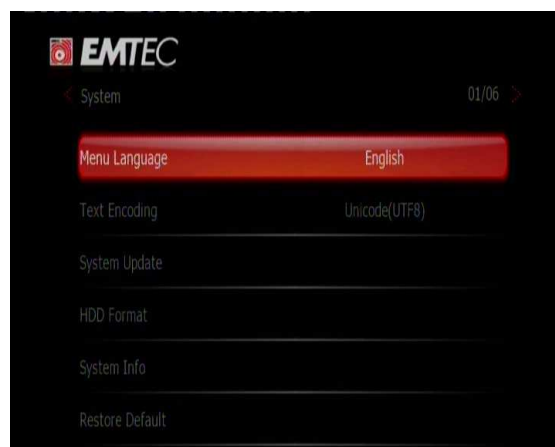 EMTEC
System 01/06
Menu Language English
Text Encoding Unicode(UTF8)
System Update
HDD Format
System Info
Restore Default